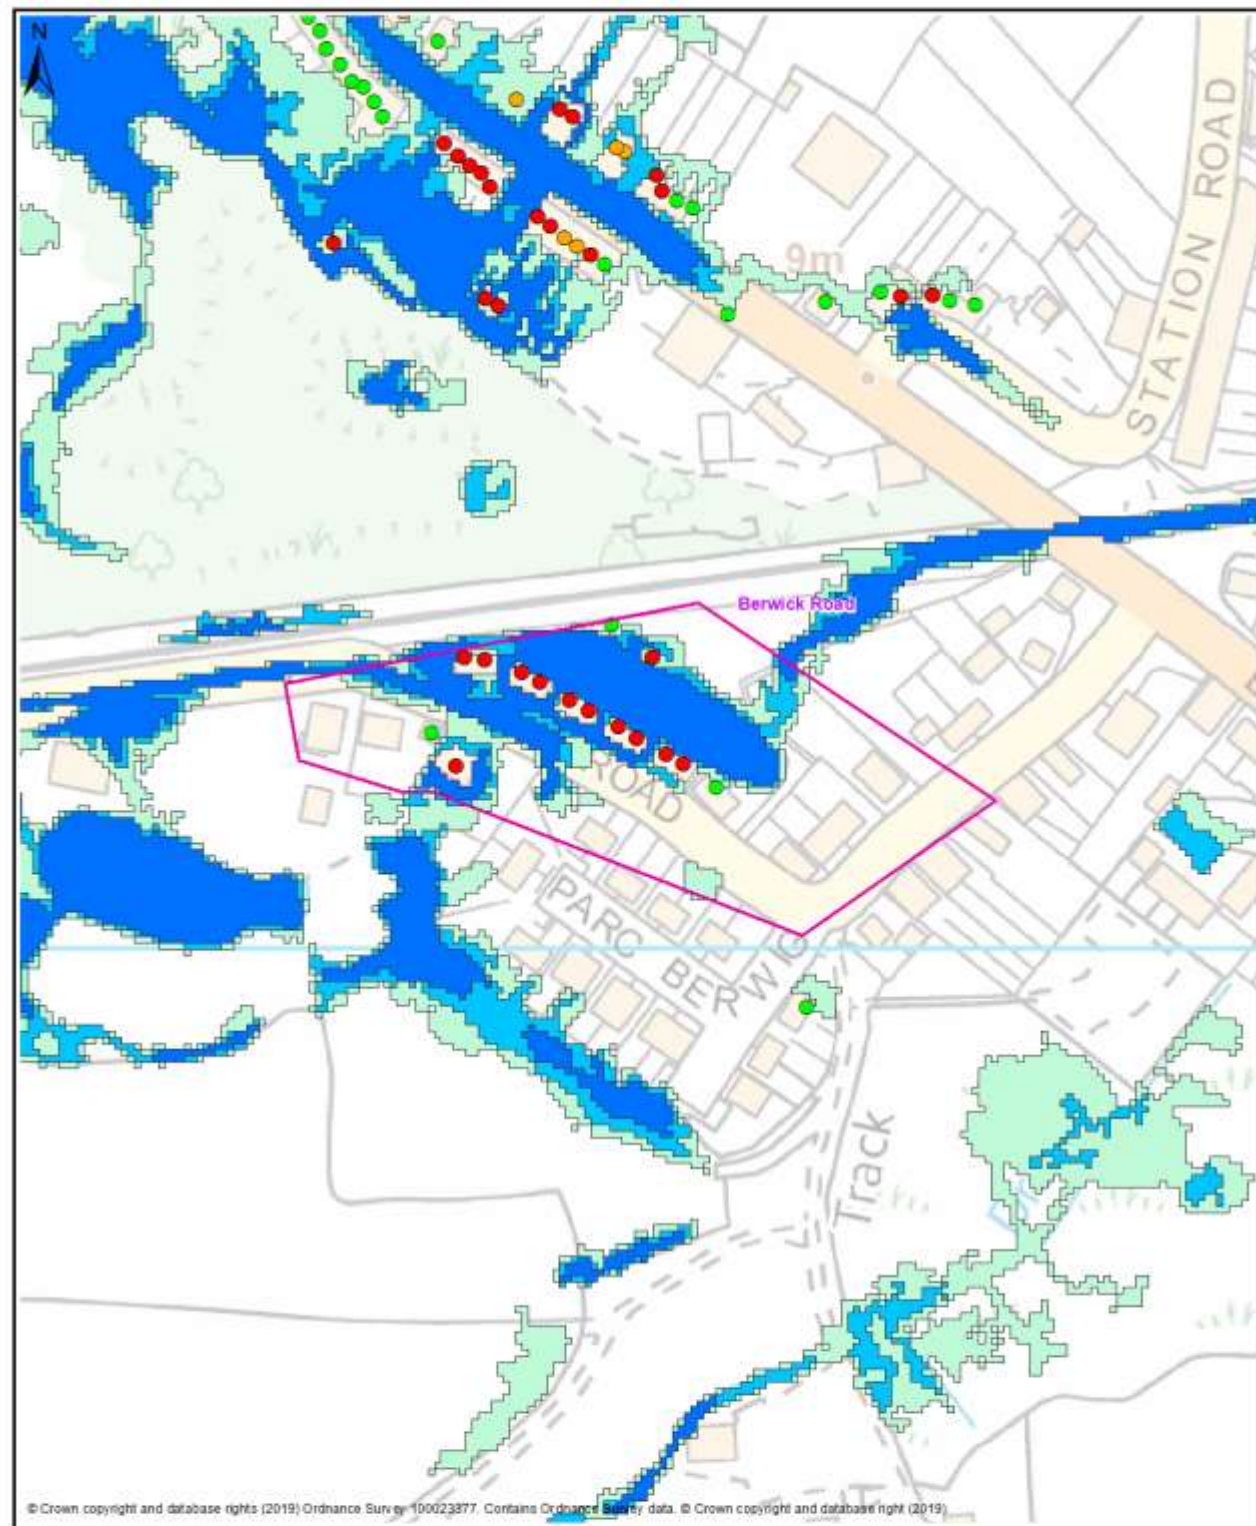 N
9m
STATION ROAD
Berwick Road
ROAD
PARC BERWIC
Track
© Crown copyright and database rights (2019) Ordnance Survey 100023377. Contains Ordnance Survey data. © Crown copyright and database right (2019)